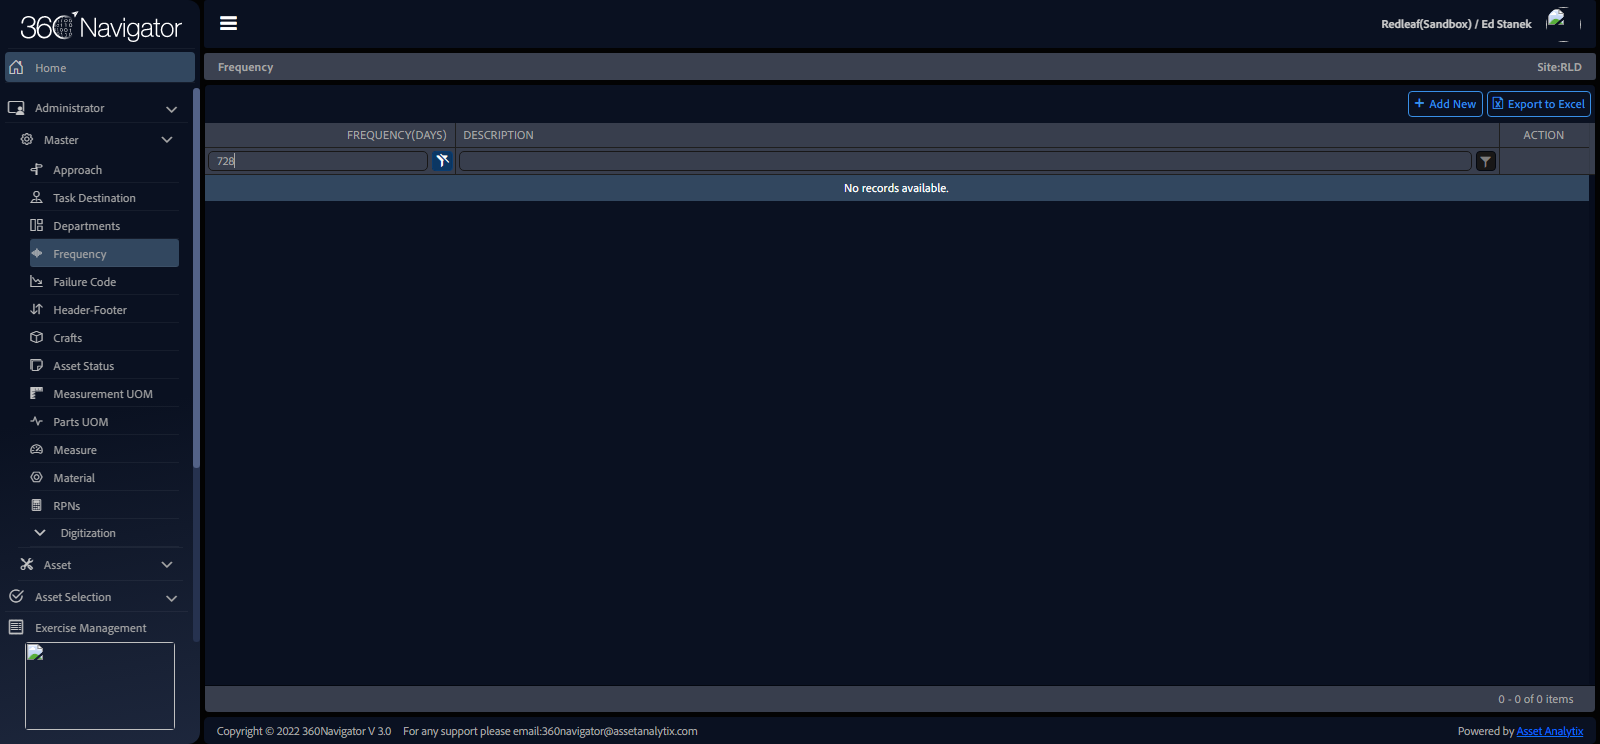 360 Navigator
Redleaf(Sandbox) / Ed Stanek
Home
Frequency
Site:RLD
Administrator
Add New
Export to Excel
Master
FREQUENCY(DAYS)
DESCRIPTION
ACTION
728
Approach
No records available.
Task Destination
Departments
Frequency
Failure Code
Header-Footer
Crafts
Asset Status
Measurement UOM
Parts UOM
Measure
Material
RPNs
Digitization
Asset
Asset Selection
Exercise Management
0 - 0 of 0 items
Copyright © 2022 360Navigator V 3.0 For any support please email:360navigator@assetanalytix.com
Powered by Asset Analytix